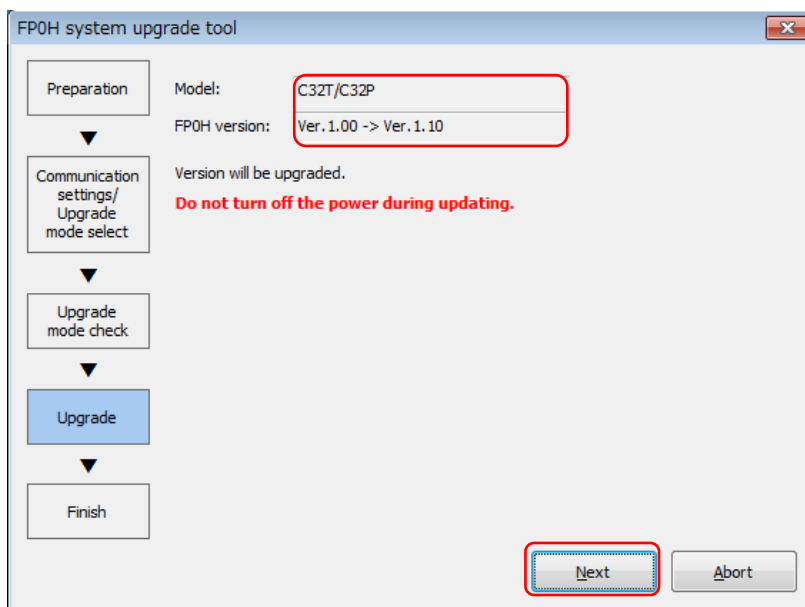 FP0H system upgrade tool
Preparation
▼
Communication
settings/
Upgrade
mode select
▼
Upgrade
mode check
▼
Upgrade
▼
Finish
Model: C32T/C32P
FP0H version: Ver.1.00 -> Ver.1.10
Version will be upgraded.
Do not turn off the power during updating.
Next
Abort